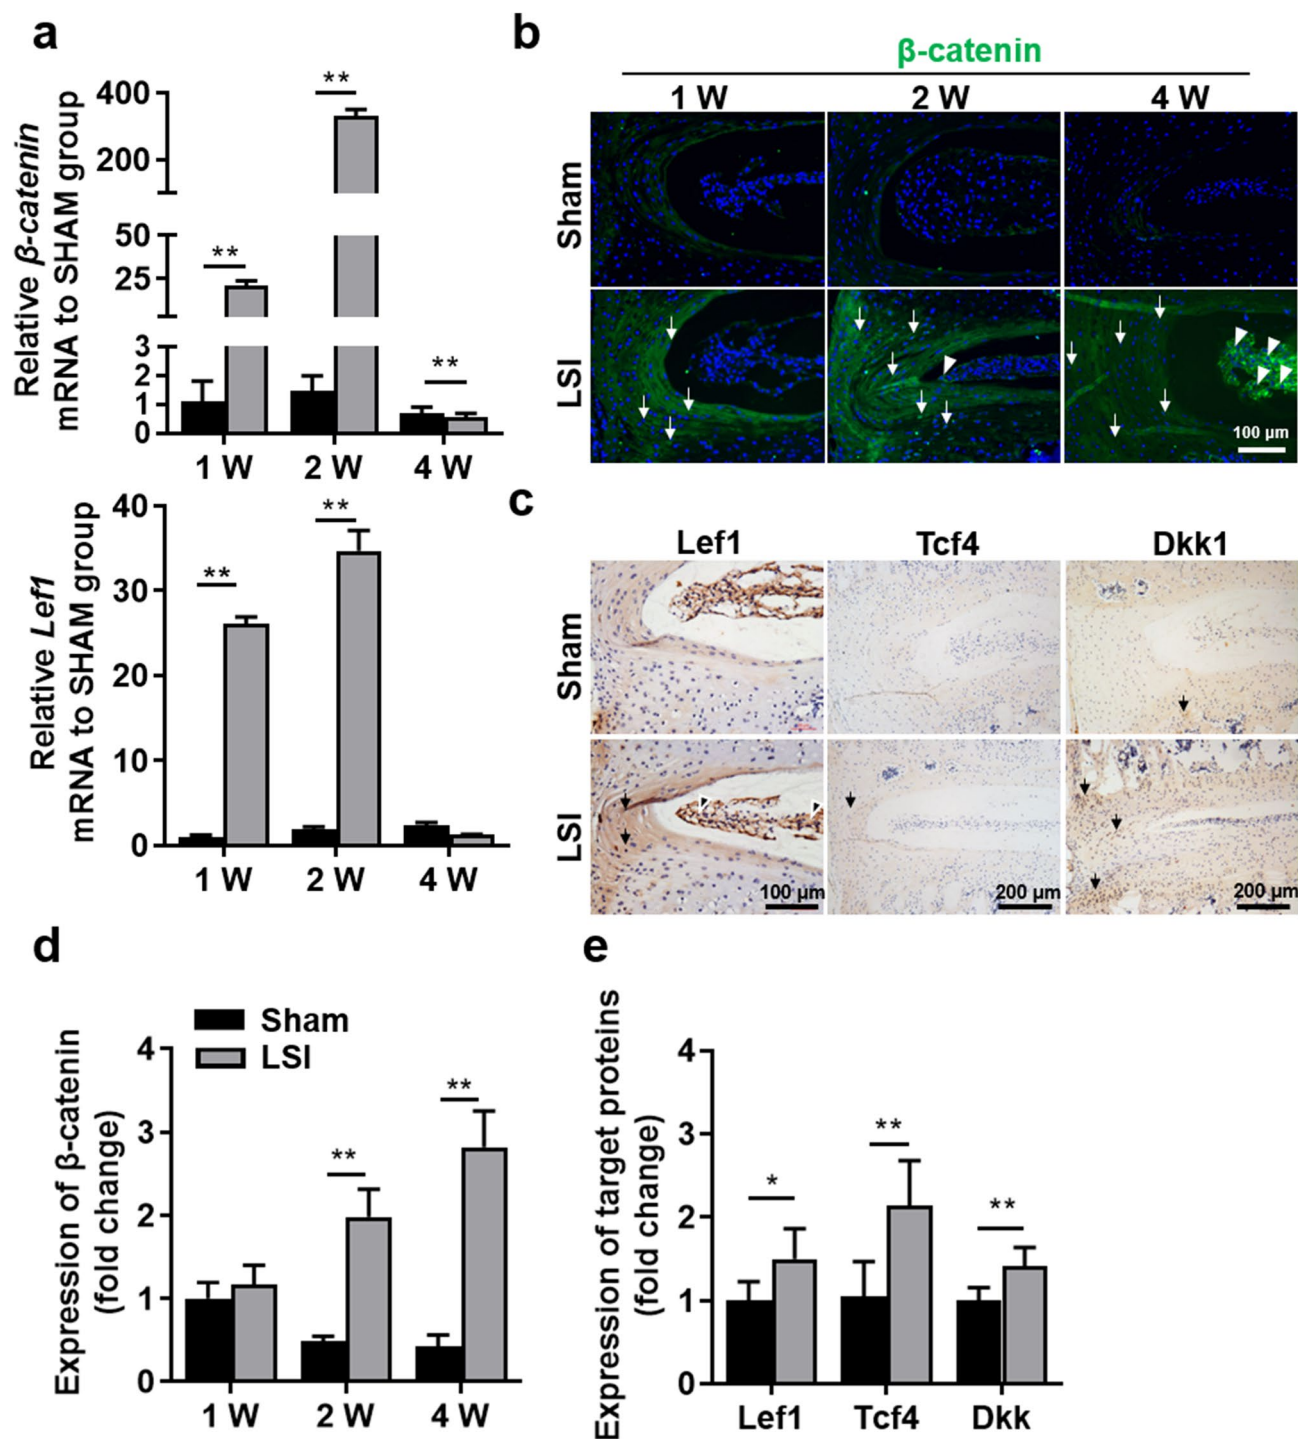 a
Relative β-catenin
mRNA to SHAM group
400
200
50
25
3
2
1
0
**
**
**
1 W
2 W
4 W
Relative Lef1
mRNA to SHAM group
40
30
20
10
0
**
**
1 W
2 W
4 W
b
β-catenin
1 W
2 W
4 W
Sham
LSI
100 μm
c
Lef1
Tcf4
Dkk1
Sham
LSI
100 μm
200 μm
200 μm
d
Sham
LSI
Expression of β-catenin
(fold change)
4
3
2
1
0
**
**
1 W
2 W
4 W
e
Expression of target proteins
(fold change)
4
3
2
1
0
*
**
**
Lef1
Tcf4
Dkk